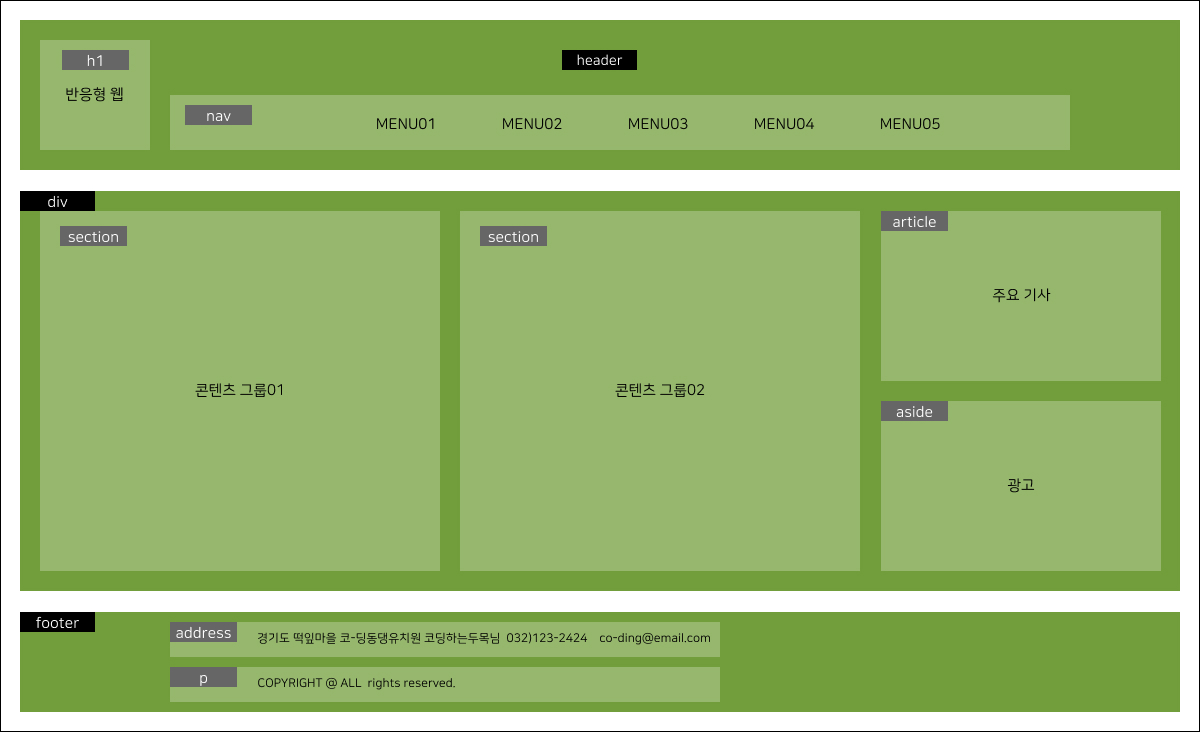 h1
header
반응형 웹
nav
MENU01 MENU02 MENU03 MENU04 MENU05
div
section
콘텐츠 그룹01
section
콘텐츠 그룹02
article
주요 기사
aside
광고
footer
address
경기도 떡잎마을 코-딩동댕유치원 코딩하는두목님 032)123-2424 co-ding@email.com
p
COPYRIGHT @ ALL rights reserved.